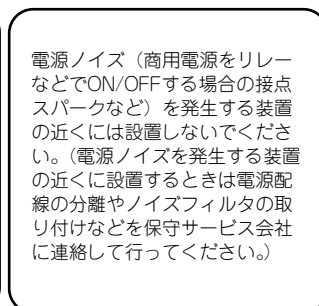 電源ノイズ（商用電源をリレー
などでON/OFFする場合の接点
スパークなど）を発生する装置
の近くには設置しないでくださ
い。（電源ノイズを発生する装置
の近くに設置するときは電源配
線の分離やノイズフィルタの取
り付けなどを保守サービス会社
に連絡して行ってください。）